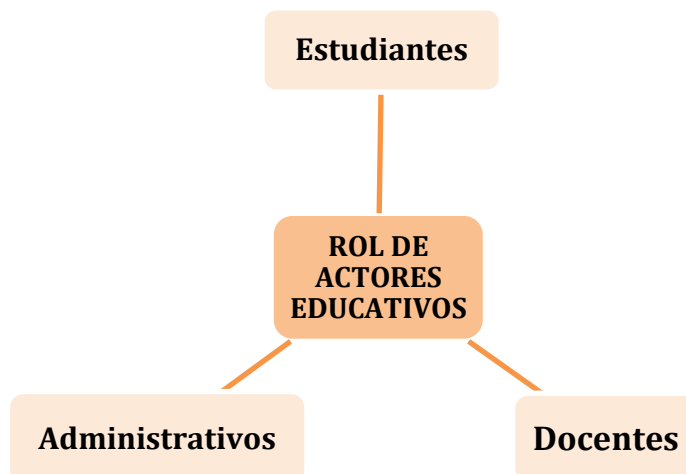 Estudiantes
ROL DE
ACTORES
EDUCATIVOS
Administrativos
Docentes